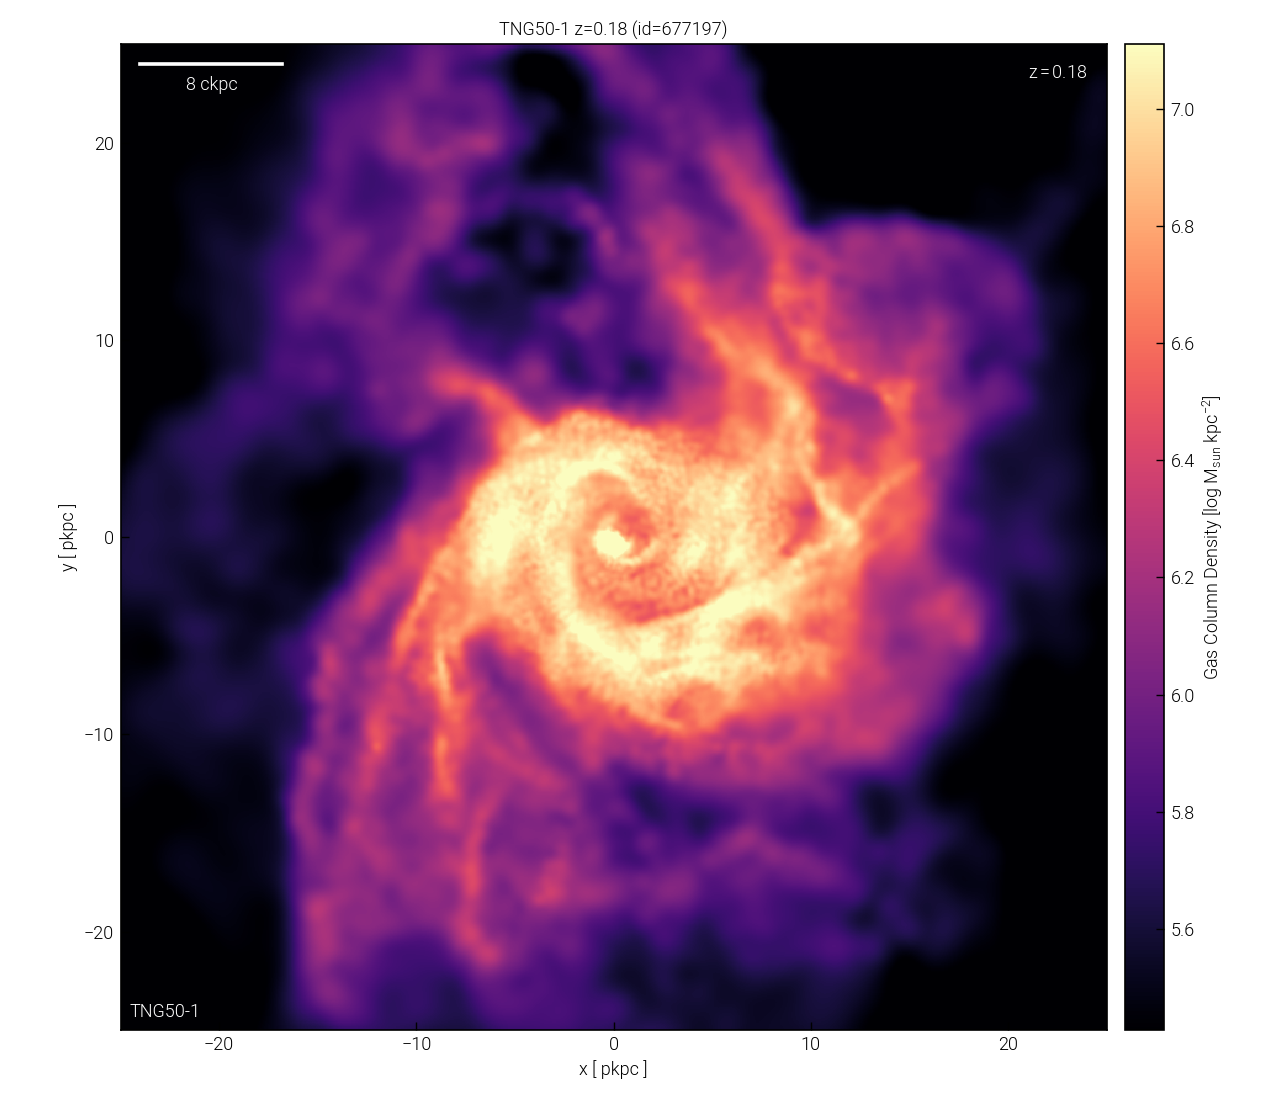 TNG50-1 z=0.18 (id=677197)
8 ckpc
z=0.18
20
10
0
−10
−20
y [ pkpc ]
TNG50-1
−20
−10
0
10
20
x [ pkpc ]
7.0
6.8
6.6
6.4
6.2
6.0
5.8
5.6
Gas Column Density [log M_sun kpc^−2]